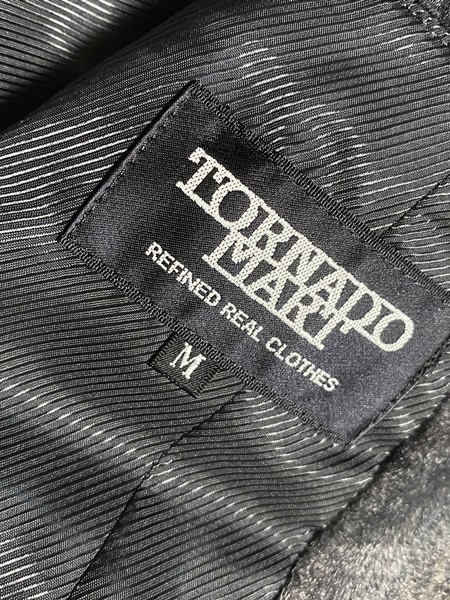 TORNADO
MART
REFINED REAL CLOTHES
M